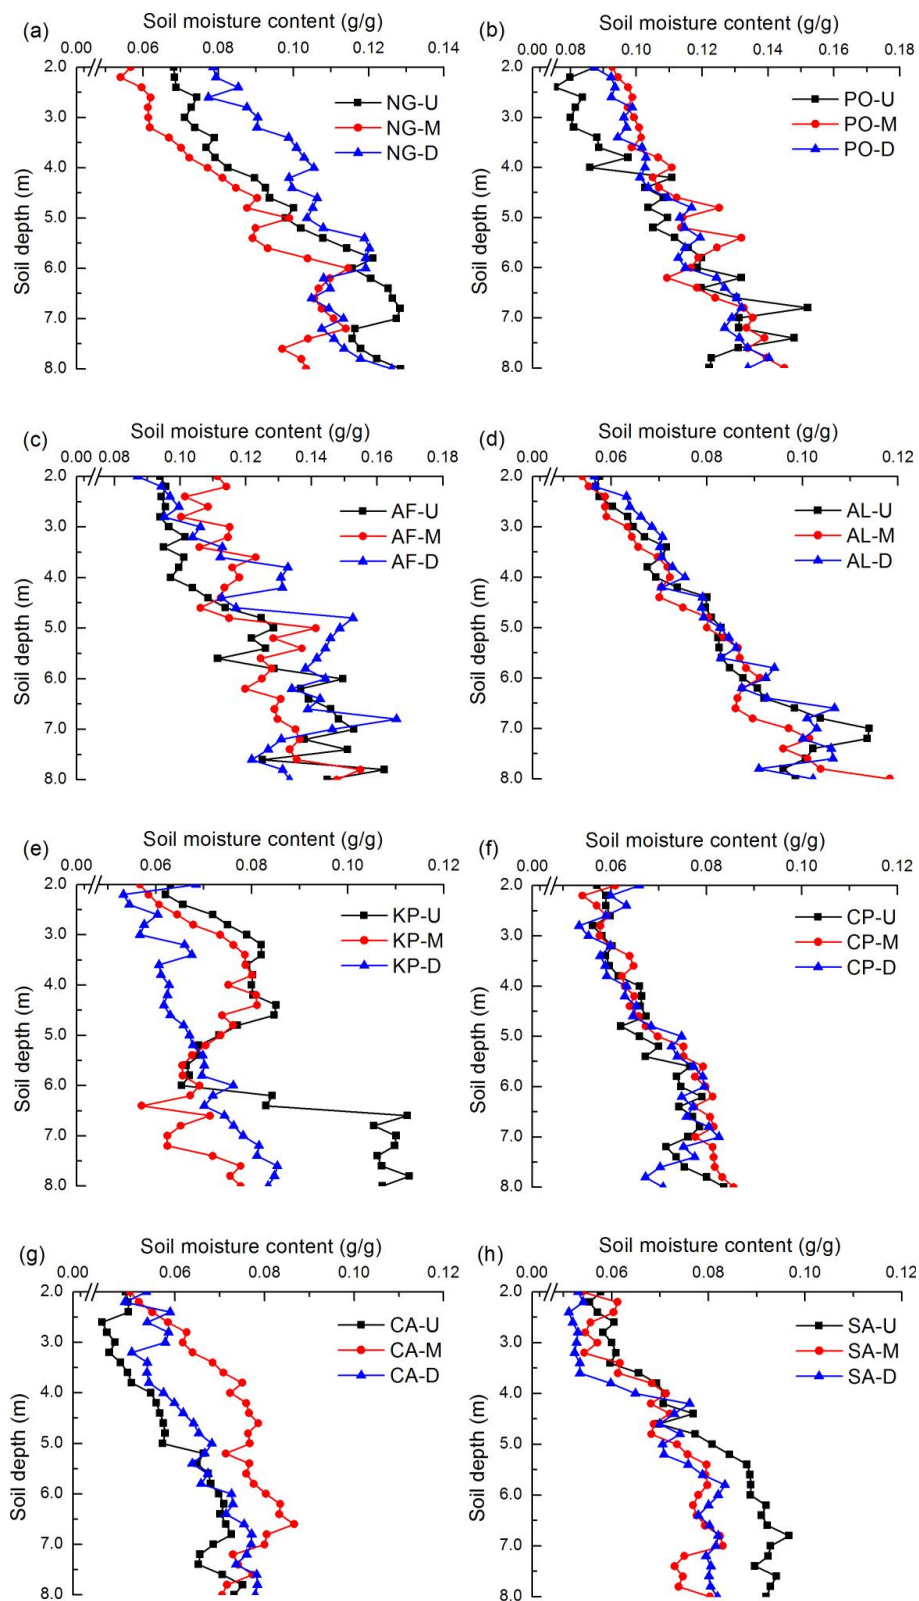 Soil moisture content (g/g)
(a)
0.00 0.06 0.08 0.10 0.12 0.14
2.0
3.0
4.0
5.0
6.0
7.0
8.0
Soil depth (m)
NG-U
NG-M
NG-D
Soil moisture content (g/g)
(b)
0.00 0.08 0.10 0.12 0.14 0.16 0.18
2.0
3.0
4.0
5.0
6.0
7.0
8.0
Soil depth (m)
PO-U
PO-M
PO-D
Soil moisture content (g/g)
(c)
0.00 0.08 0.10 0.12 0.14 0.16 0.18
2.0
3.0
4.0
5.0
6.0
7.0
8.0
Soil depth (m)
AF-U
AF-M
AF-D
Soil moisture content (g/g)
(d)
0.00 0.06 0.08 0.10 0.12
2.0
3.0
4.0
5.0
6.0
7.0
8.0
Soil depth (m)
AL-U
AL-M
AL-D
Soil moisture content (g/g)
(e)
0.00 0.06 0.08 0.10 0.12
2.0
3.0
4.0
5.0
6.0
7.0
8.0
Soil depth (m)
KP-U
KP-M
KP-D
Soil moisture content (g/g)
(f)
0.00 0.06 0.08 0.10 0.12
2.0
3.0
4.0
5.0
6.0
7.0
8.0
Soil depth (m)
CP-U
CP-M
CP-D
Soil moisture content (g/g)
(g)
0.00 0.06 0.08 0.10 0.12
2.0
3.0
4.0
5.0
6.0
7.0
8.0
Soil depth (m)
CA-U
CA-M
CA-D
Soil moisture content (g/g)
(h)
0.00 0.06 0.08 0.10 0.12
2.0
3.0
4.0
5.0
6.0
7.0
8.0
Soil depth (m)
SA-U
SA-M
SA-D